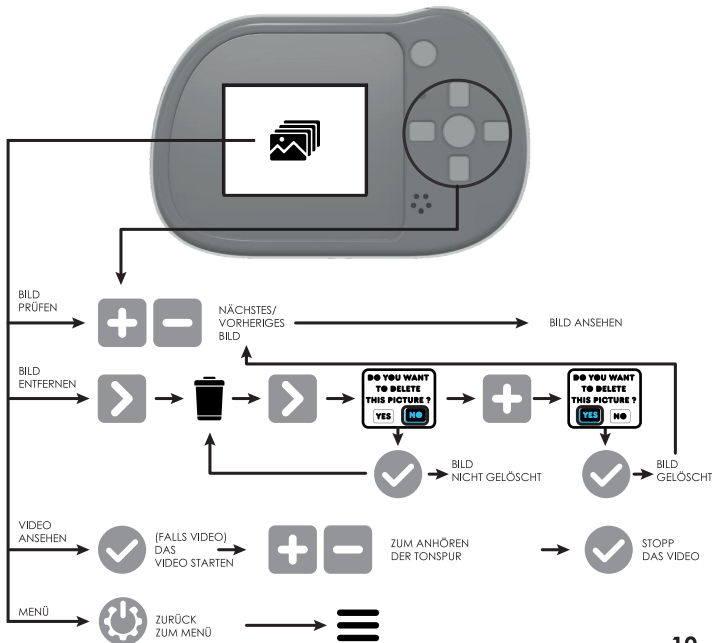 BILD
PRÜFEN
NÄCHSTES/
VORHERIGES
BILD
BILD ANSEHEN
BILD
ENTFERNEN
DO YOU WANT
TO DELETE
THIS PICTURE ?
YES NO
DO YOU WANT
TO DELETE
THIS PICTURE ?
YES NO
BILD
NICHT GELÖSCHT
BILD
GELÖSCHT
VIDEO
ANSEHEN
(FALLS VIDEO)
DAS
VIDEO STARTEN
ZUM ANHÖREN
DER TONSPUR
STOPP
DAS VIDEO
MENÜ
ZURÜCK
ZUM MENÜ
10